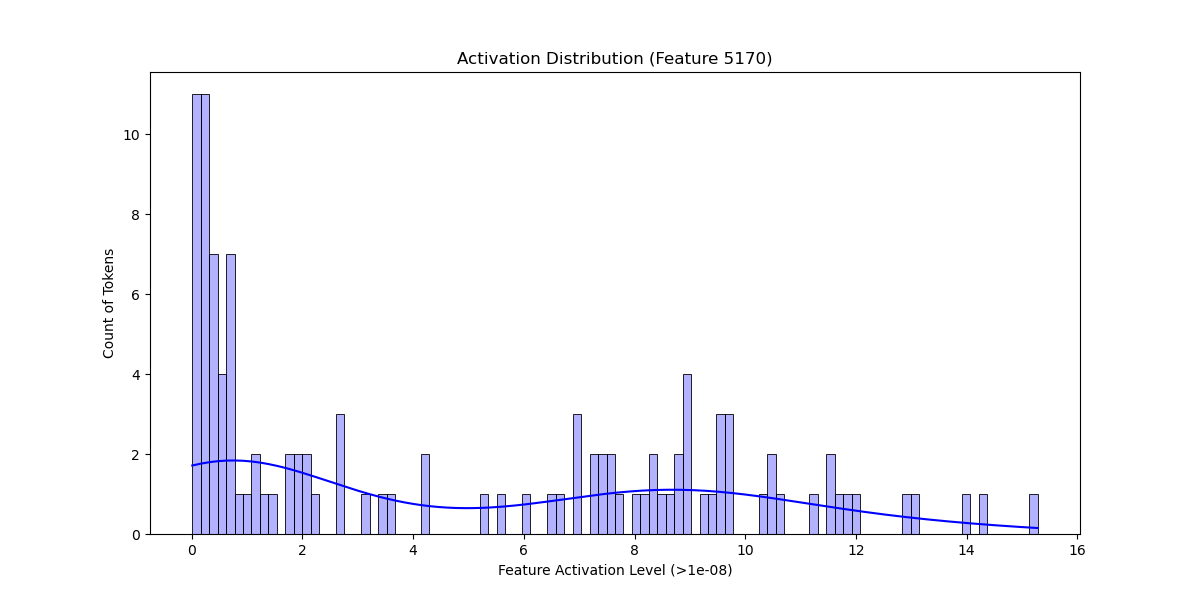 Activation Distribution (Feature 5170)
Count of Tokens
10
8
6
4
2
0
0 2 4 6 8 10 12 14 16
Feature Activation Level (>1e-08)